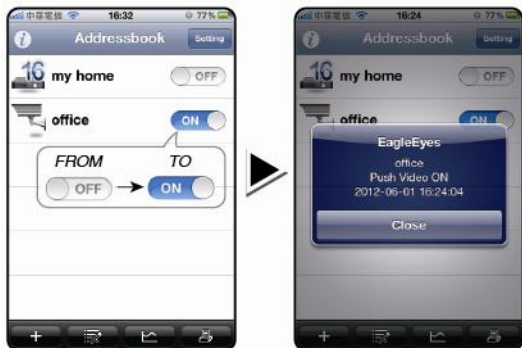 中華電信 16:32 77%
Addressbook Setting
16 my home OFF
office ON
FROM TO
OFF ON
中華電信 16:24 77%
Addressbook Setting
16 my home OFF
office ON
EagleEyes
office
Push Video ON
2012-06-01 16:24:04
Close